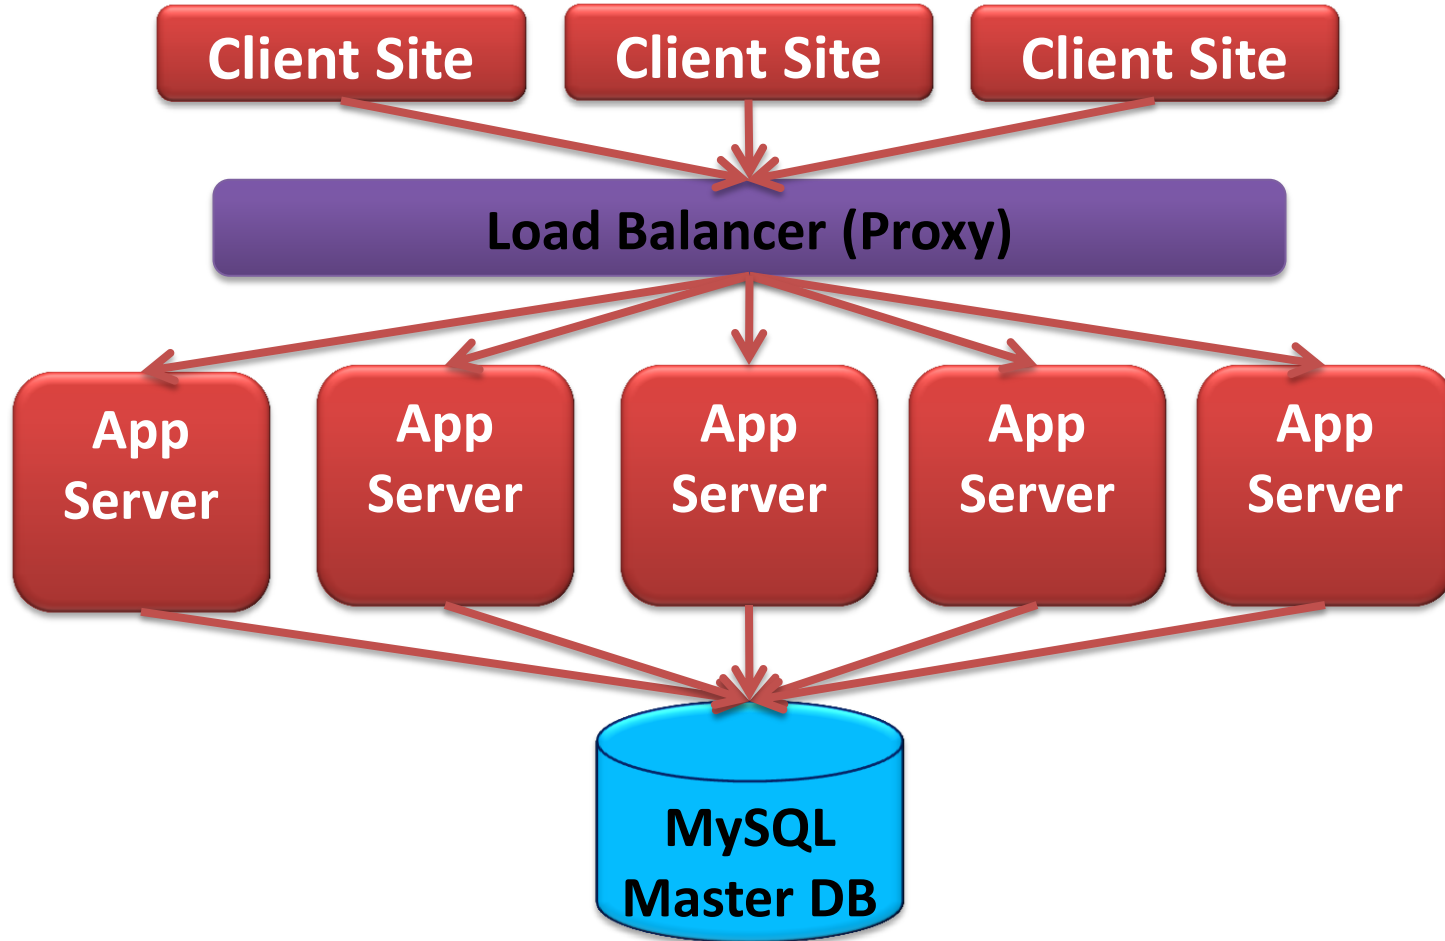 Client Site
Client Site
Client Site
Load Balancer (Proxy)
App
Server
App
Server
App
Server
App
Server
App
Server
MySQL
Master DB